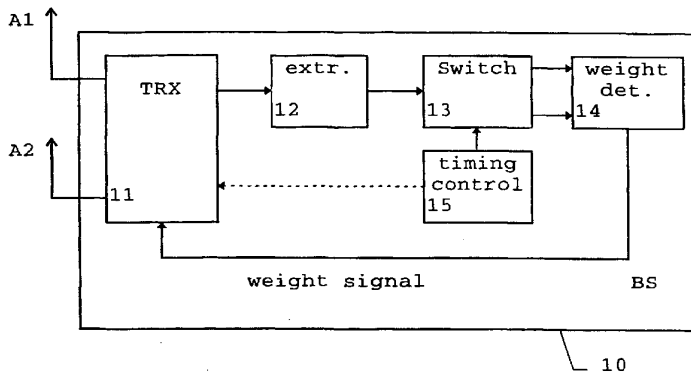 A1
TRX
extr.
12
Switch
13
weight
det.
14
A2
11
timing
control
15
weight signal
BS
10